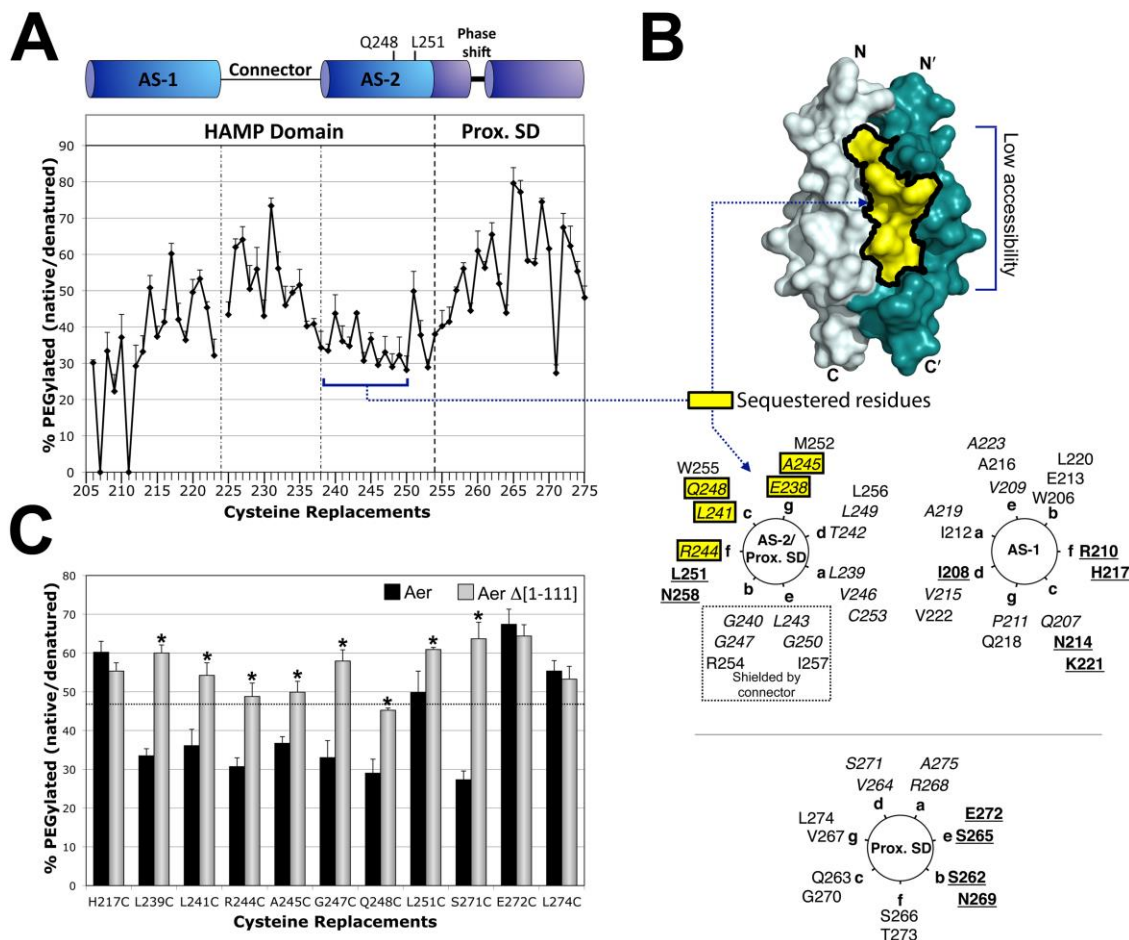 A
Q248 L251
Phase
shift
AS-1
Connector
AS-2
HAMP Domain
Prox. SD
% PEGylated (native/denatured)
90
80
70
60
50
40
30
20
10
0
205 210 215 220 225 230 235 240 245 250 255 260 265 270 275
Cysteine Replacements
B
N
N'
Low accessibility
C
C'
Sequestered residues
M252
A245
E238
g
W255
Q248
L241
c
R244
f
L251
N258
L256
L249
T242
d
AS-2/
Prox. SD
a
L239
V246
C253
b
e
G240 L243
G247 G250
R254 I257
Shielded by
connector
A223
A216
V209
e
L220
E213
W206
b
A219
I212
a
AS-1
f
R210
H217
I208
d
V215
V222
g
c
P211
Q218
Q207
N214
K221
S271
V264
d
A275
R268
a
L274
V267
g
Prox. SD
E272
e
S265
Q263
c
G270
b
S262
N269
f
S266
T273
C
% PEGylated (native/denatured)
80
70
60
50
40
30
20
10
0
Aer
Aer Δ[1-111]
* * * * * * * *
H217C L239C L241C R244C A245C G247C Q248C L251C S271C E272C L274C
Cysteine Replacements